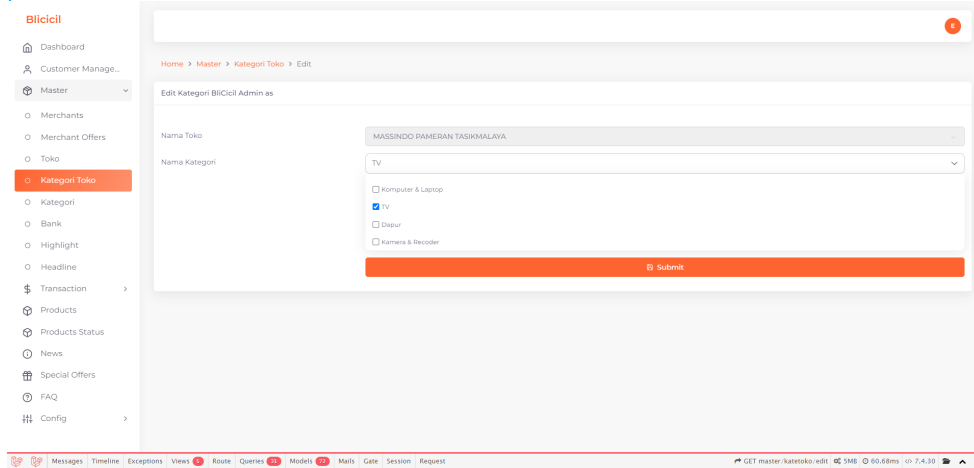 Blicicil
E
Dashboard
Customer Manage...
Master
Merchants
Merchant Offers
Toko
Kategori Toko
Kategori
Bank
Highlight
Headline
Transaction
Products
Products Status
News
Special Offers
FAQ
Config
Home > Master > Kategori Toko > Edit
Edit Kategori BliCicil Admin as
Nama Toko
MASSINDO PAMERAN TASIKMALAYA
Nama Kategori
TV
Komputer & Laptop
TV
Dapur
Kamera & Recoder
Submit
Messages Timeline Exceptions Views 5 Route Queries 31 Models 72 Mails Gate Session Request GET master/katetoko/edit 5MB 60.68ms 7.4.30